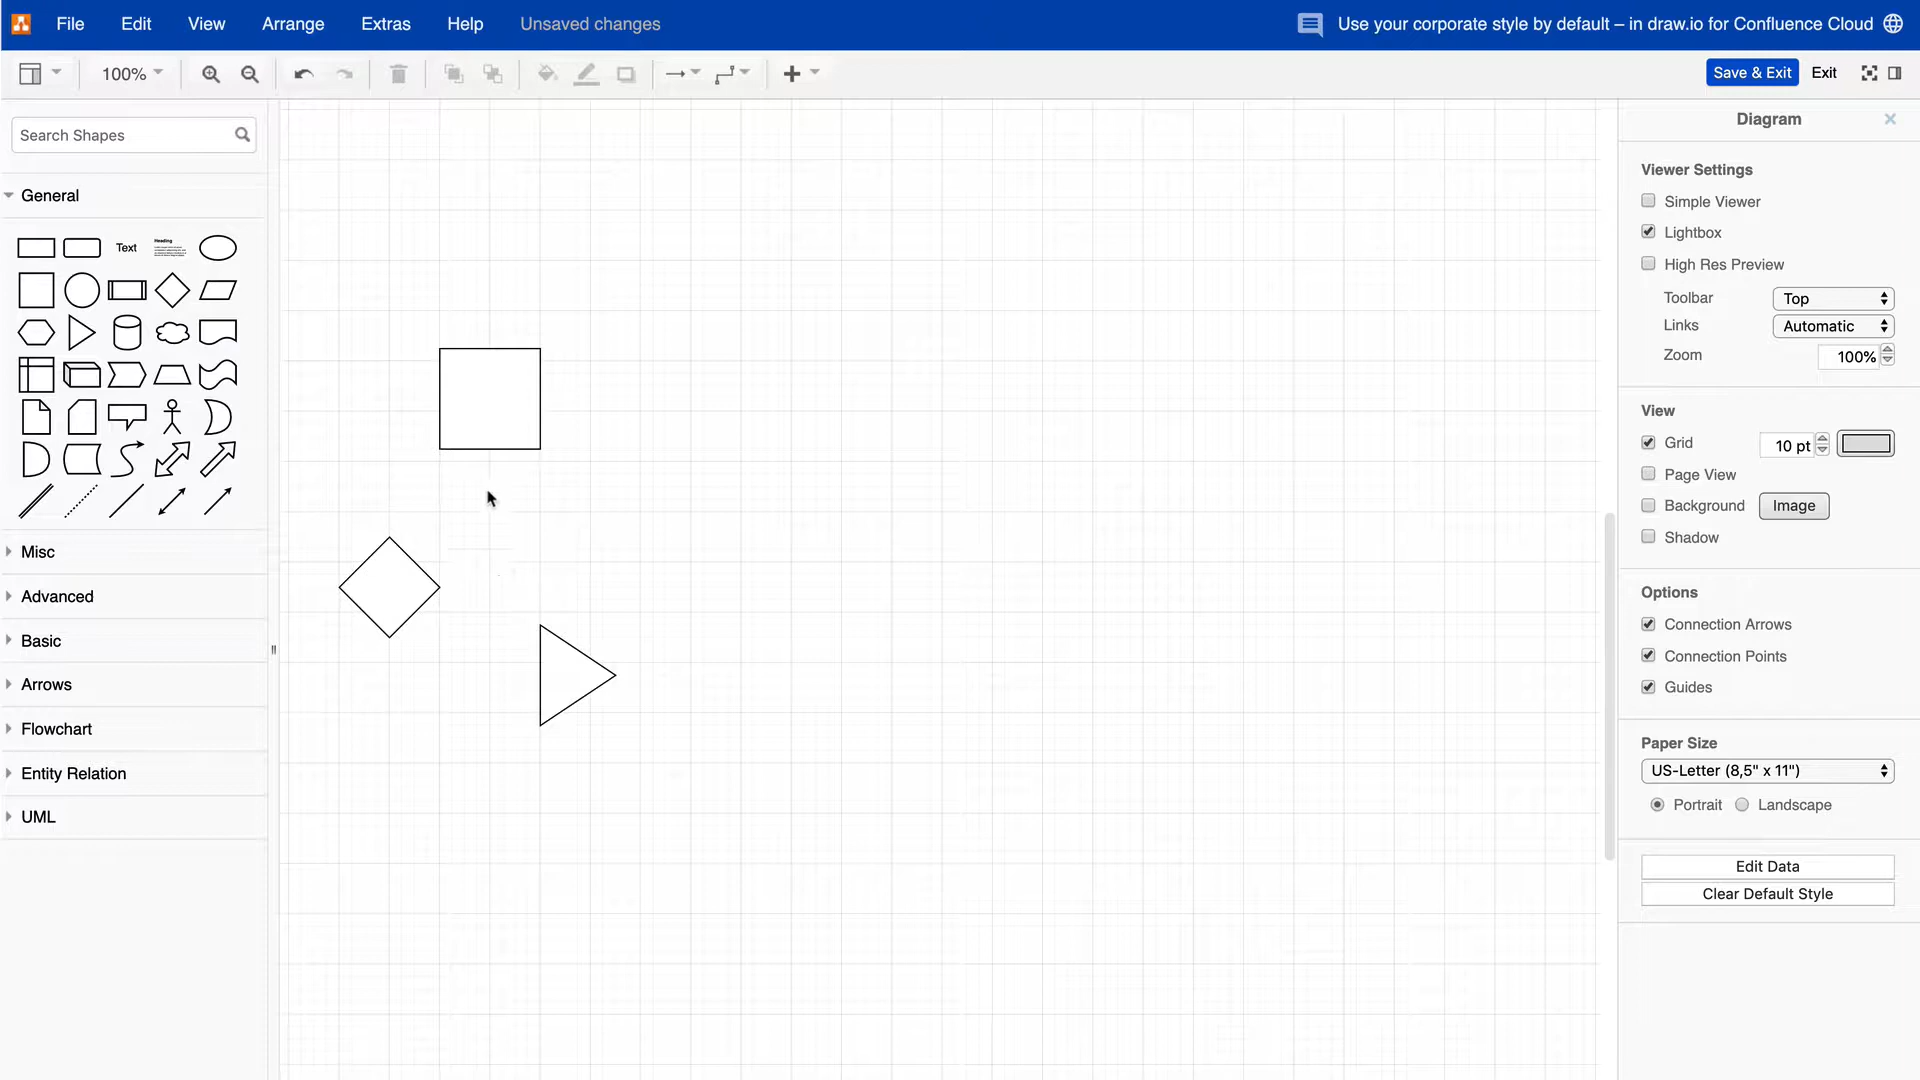 File Edit View Arrange Extras Help Unsaved changes Use your corporate style by default – in draw.io for Confluence Cloud
100% Save & Exit Exit
Search Shapes
General
Text
Heading
Misc
Advanced
Basic
Arrows
Flowchart
Entity Relation
UML
Diagram
Viewer Settings
Simple Viewer
Lightbox
High Res Preview
Toolbar Top
Links Automatic
Zoom 100%
View
Grid 10 pt
Page View
Background Image
Shadow
Options
Connection Arrows
Connection Points
Guides
Paper Size
US-Letter (8,5" x 11")
Portrait Landscape
Edit Data
Clear Default Style